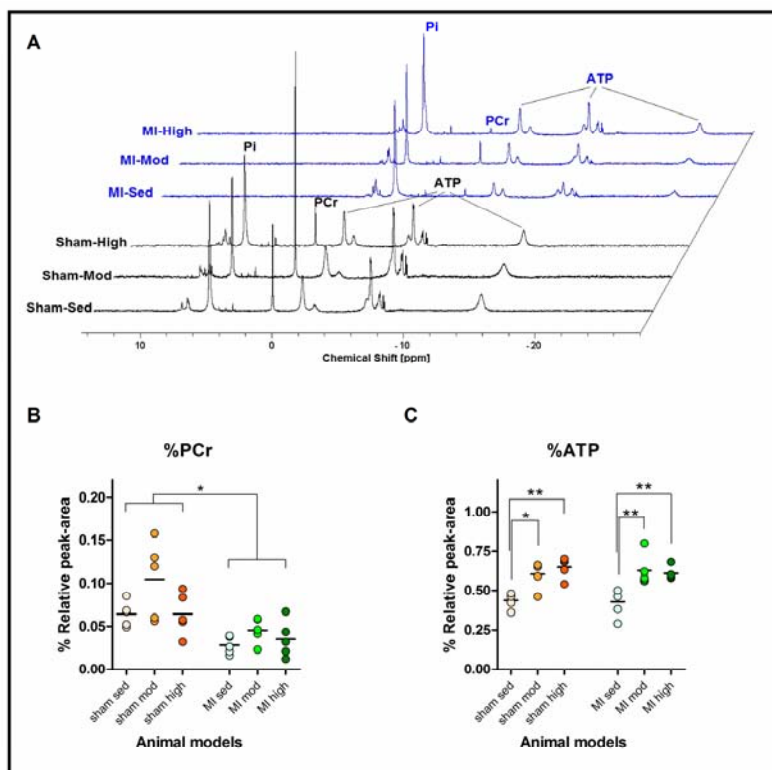 A
Pi
ATP
PCr
MI-High
Pi
MI-Mod
ATP
MI-Sed
PCr
Sham-High
Sham-Mod
Sham-Sed
10
0
-10
-20
Chemical Shift [ppm]
B
C
%PCr
%ATP
% Relative peak-area
0.20
0.15
0.10
0.05
0.00
*
sham sed
sham mod
sham high
MI sed
MI mod
MI high
Animal models
% Relative peak-area
1.00
0.75
0.50
0.25
0.00
**
*
**
**
sham sed
sham mod
sham high
MI sed
MI mod
MI high
Animal models